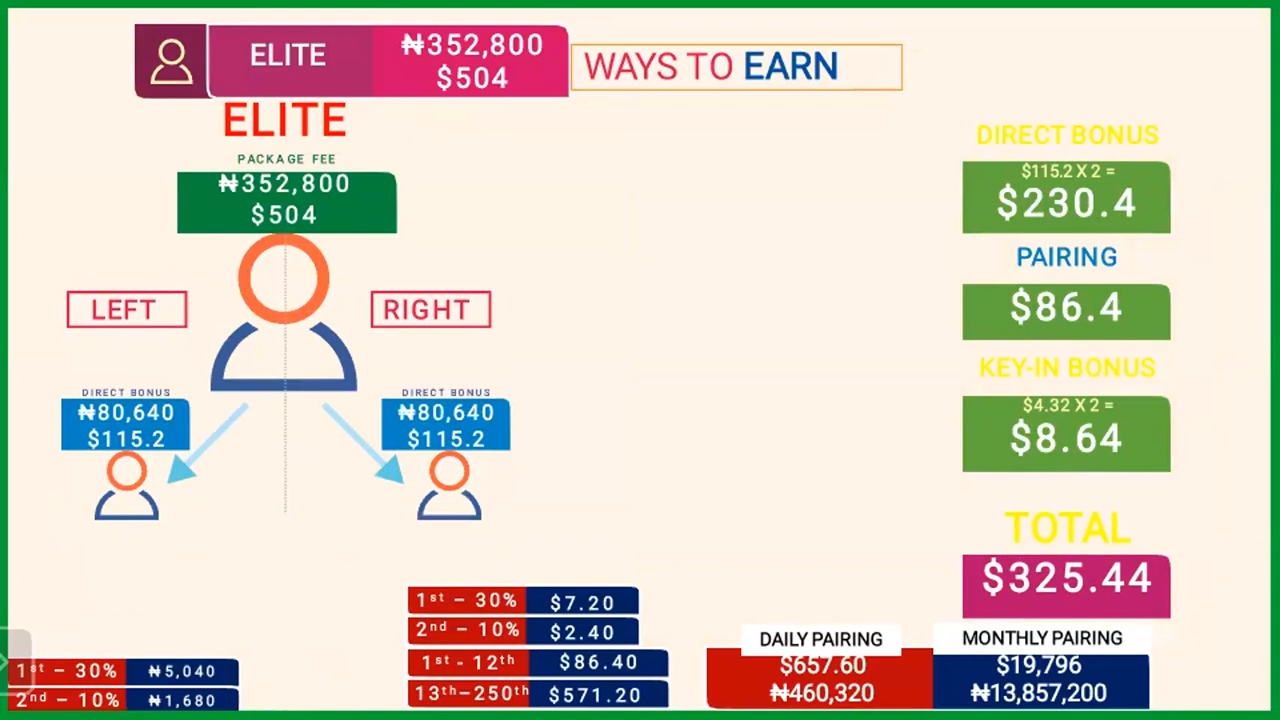 ELITE
₦352,800
$504
WAYS TO EARN
ELITE
PACKAGE FEE
₦352,800
$504
LEFT
RIGHT
DIRECT BONUS
₦80,640
$115.2
DIRECT BONUS
₦80,640
$115.2
DIRECT BONUS
$115.2 X 2 =
$230.4
PAIRING
$86.4
KEY-IN BONUS
$4.32 X 2 =
$8.64
TOTAL
$325.44
1st – 30% ₦5,040
2nd – 10% ₦1,680
1st – 30% $7.20
2nd – 10% $2.40
1st - 12th $86.40
13th–250th $571.20
DAILY PAIRING
$657.60
₦460,320
MONTHLY PAIRING
$19,796
₦13,857,200